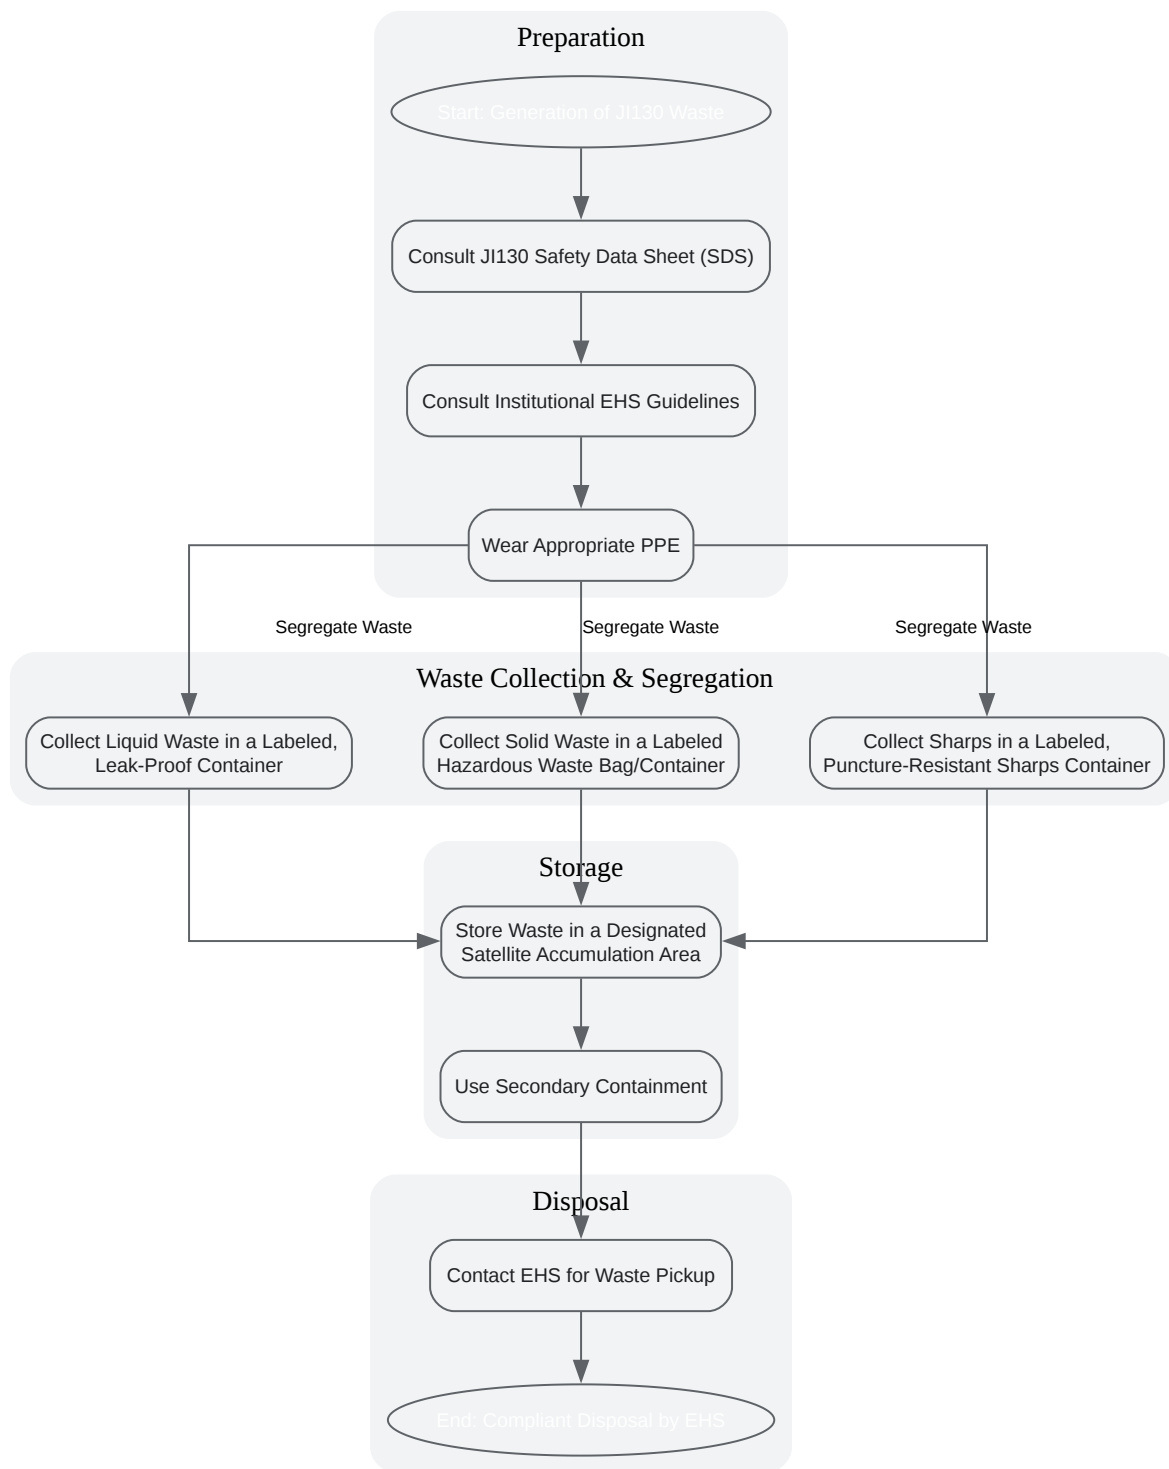 Preparation
Start: Generation of JI130 Waste
Consult JI130 Safety Data Sheet (SDS)
Consult Institutional EHS Guidelines
Wear Appropriate PPE
Segregate Waste
Segregate Waste
Segregate Waste
Waste Collection & Segregation
Collect Liquid Waste in a Labeled,
Leak-Proof Container
Collect Solid Waste in a Labeled
Hazardous Waste Bag/Container
Collect Sharps in a Labeled,
Puncture-Resistant Sharps Container
Storage
Store Waste in a Designated
Satellite Accumulation Area
Use Secondary Containment
Disposal
Contact EHS for Waste Pickup
End: Compliant Disposal by EHS